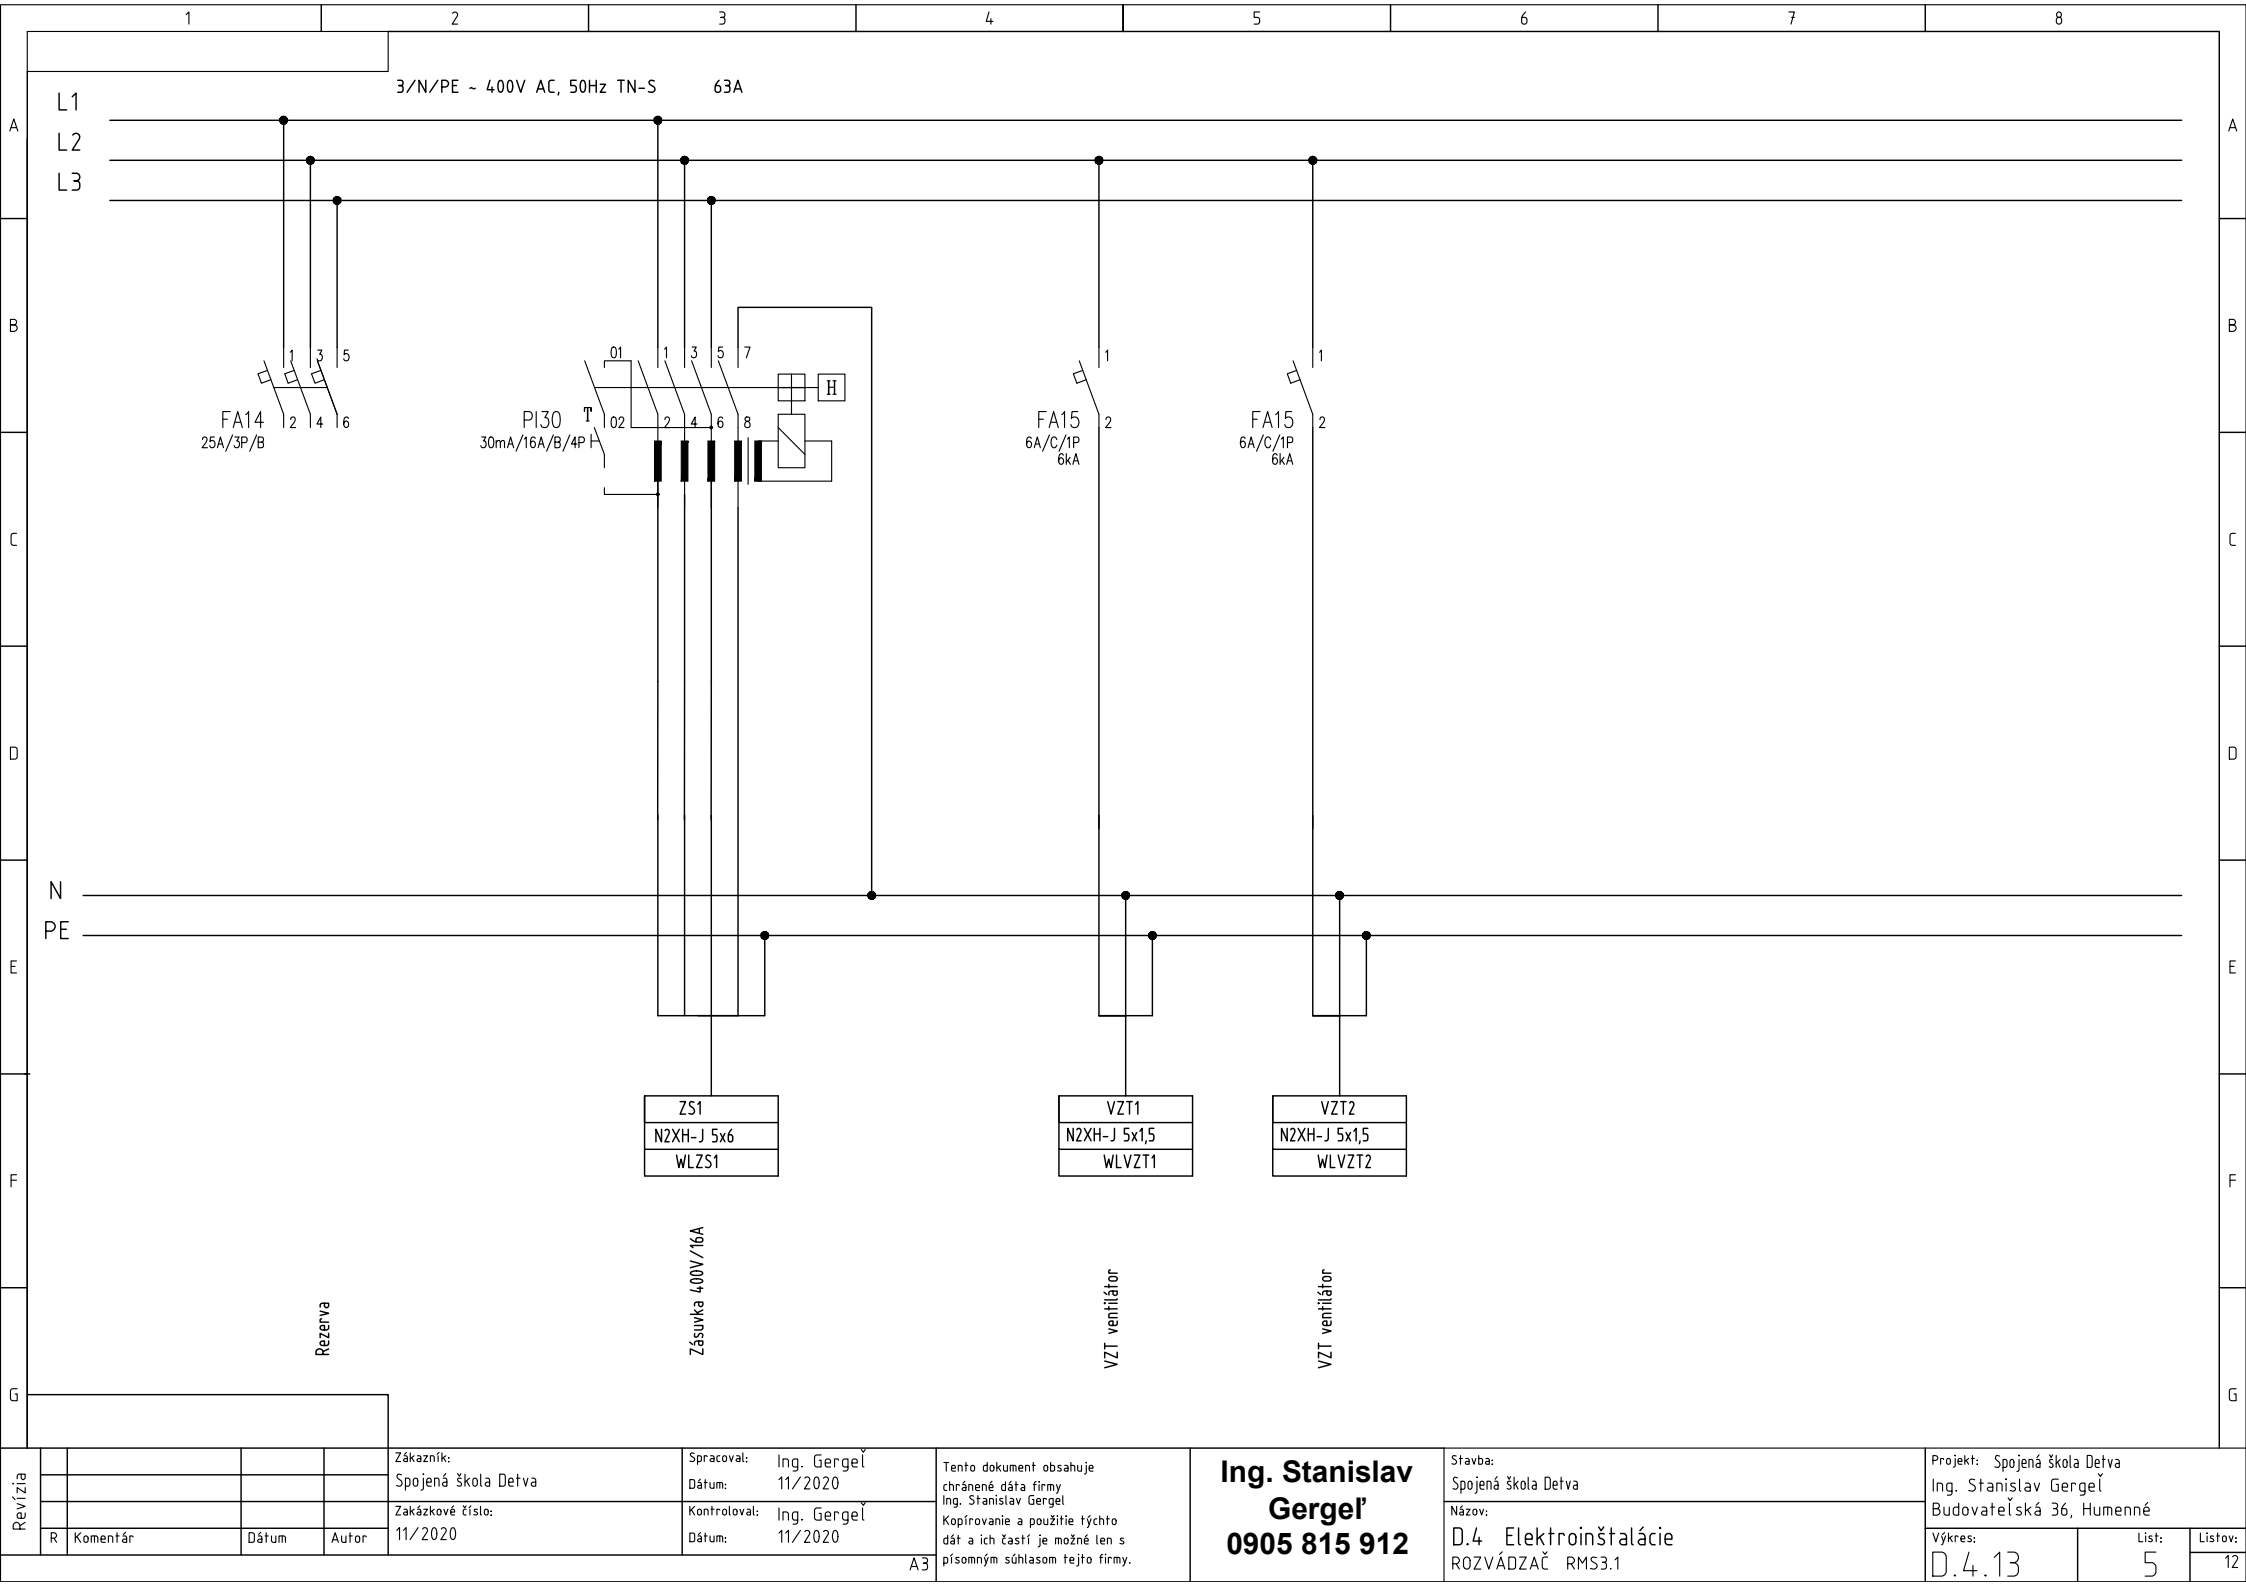 1 2 3 4 5 6 7 8
3/N/PE ~ 400V AC, 50Hz TN-S 63A
L1
A A
L2
L3
B B
1 3 5
01 1 3 5 7
H
1
1
FA14 2 4 6
25A/3P/B
PI30 T 02 2 4 6 8
30mA/16A/B/4P
FA15 2
6A/C/1P
6kA
FA15 2
6A/C/1P
6kA
C C
D D
N
PE
E E
ZS1
N2XH-J 5x6
WLZS1
VZT1
N2XH-J 5x1,5
WLVZT1
VZT2
N2XH-J 5x1,5
WLVZT2
F F
Rezerva
Zásuvka 400V/16A
VZT ventilátor
VZT ventilátor
G G
Revízia
R Komentár Dátum Autor
Zákazník:
Spojená škola Detva
Zakázkové číslo:
11/2020
Spracoval: Ing. Gergeľ
Dátum: 11/2020
Kontroloval: Ing. Gergeľ
Dátum: 11/2020
A3
Tento dokument obsahuje
chránené dáta firmy
Ing. Stanislav Gergel
Kopírovanie a použitie týchto
dát a ich častí je možné len s
písomným súhlasom tejto firmy.
Ing. Stanislav
Gergeľ
0905 815 912
Stavba:
Spojená škola Detva
Názov:
D.4 Elektroinštalácie
ROZVÁDZAČ RMS3.1
Projekt: Spojená škola Detva
Ing. Stanislav Gergeľ
Budovateľská 36, Humenné
Výkres: List: Listov:
D.4.13 5 12